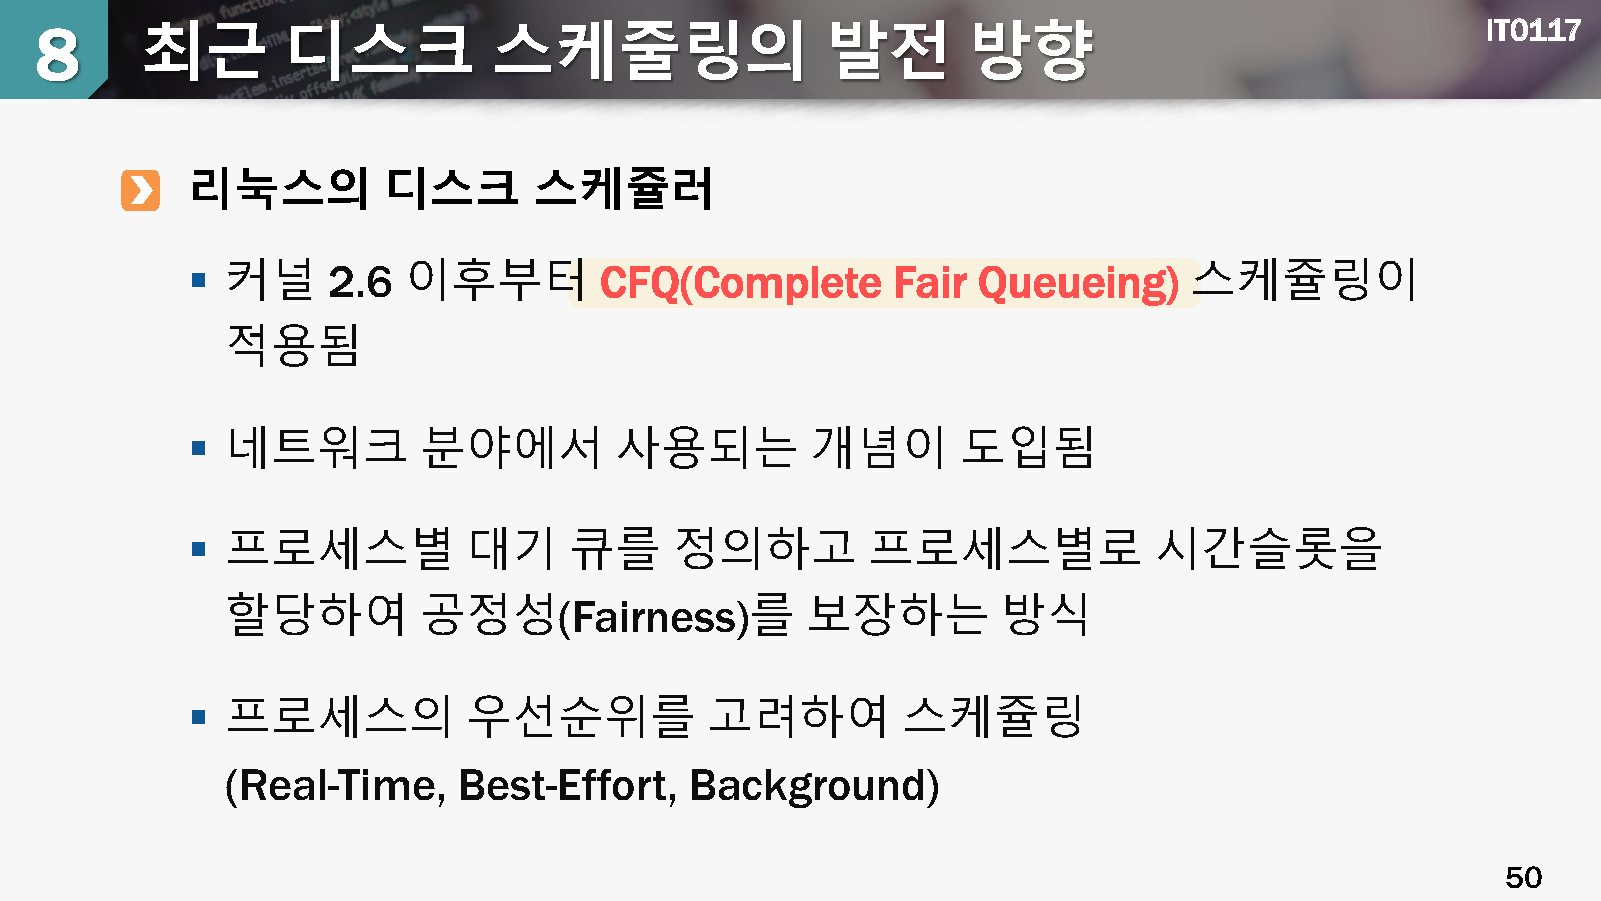 8 최근 디스크 스케줄링의 발전 방향
IT0117
리눅스의 디스크 스케쥴러
커널 2.6 이후부터 CFQ(Complete Fair Queueing) 스케쥴링이
적용됨
네트워크 분야에서 사용되는 개념이 도입됨
프로세스별 대기 큐를 정의하고 프로세스별로 시간슬롯을
할당하여 공정성(Fairness)를 보장하는 방식
프로세스의 우선순위를 고려하여 스케쥴링
(Real-Time, Best-Effort, Background)
50